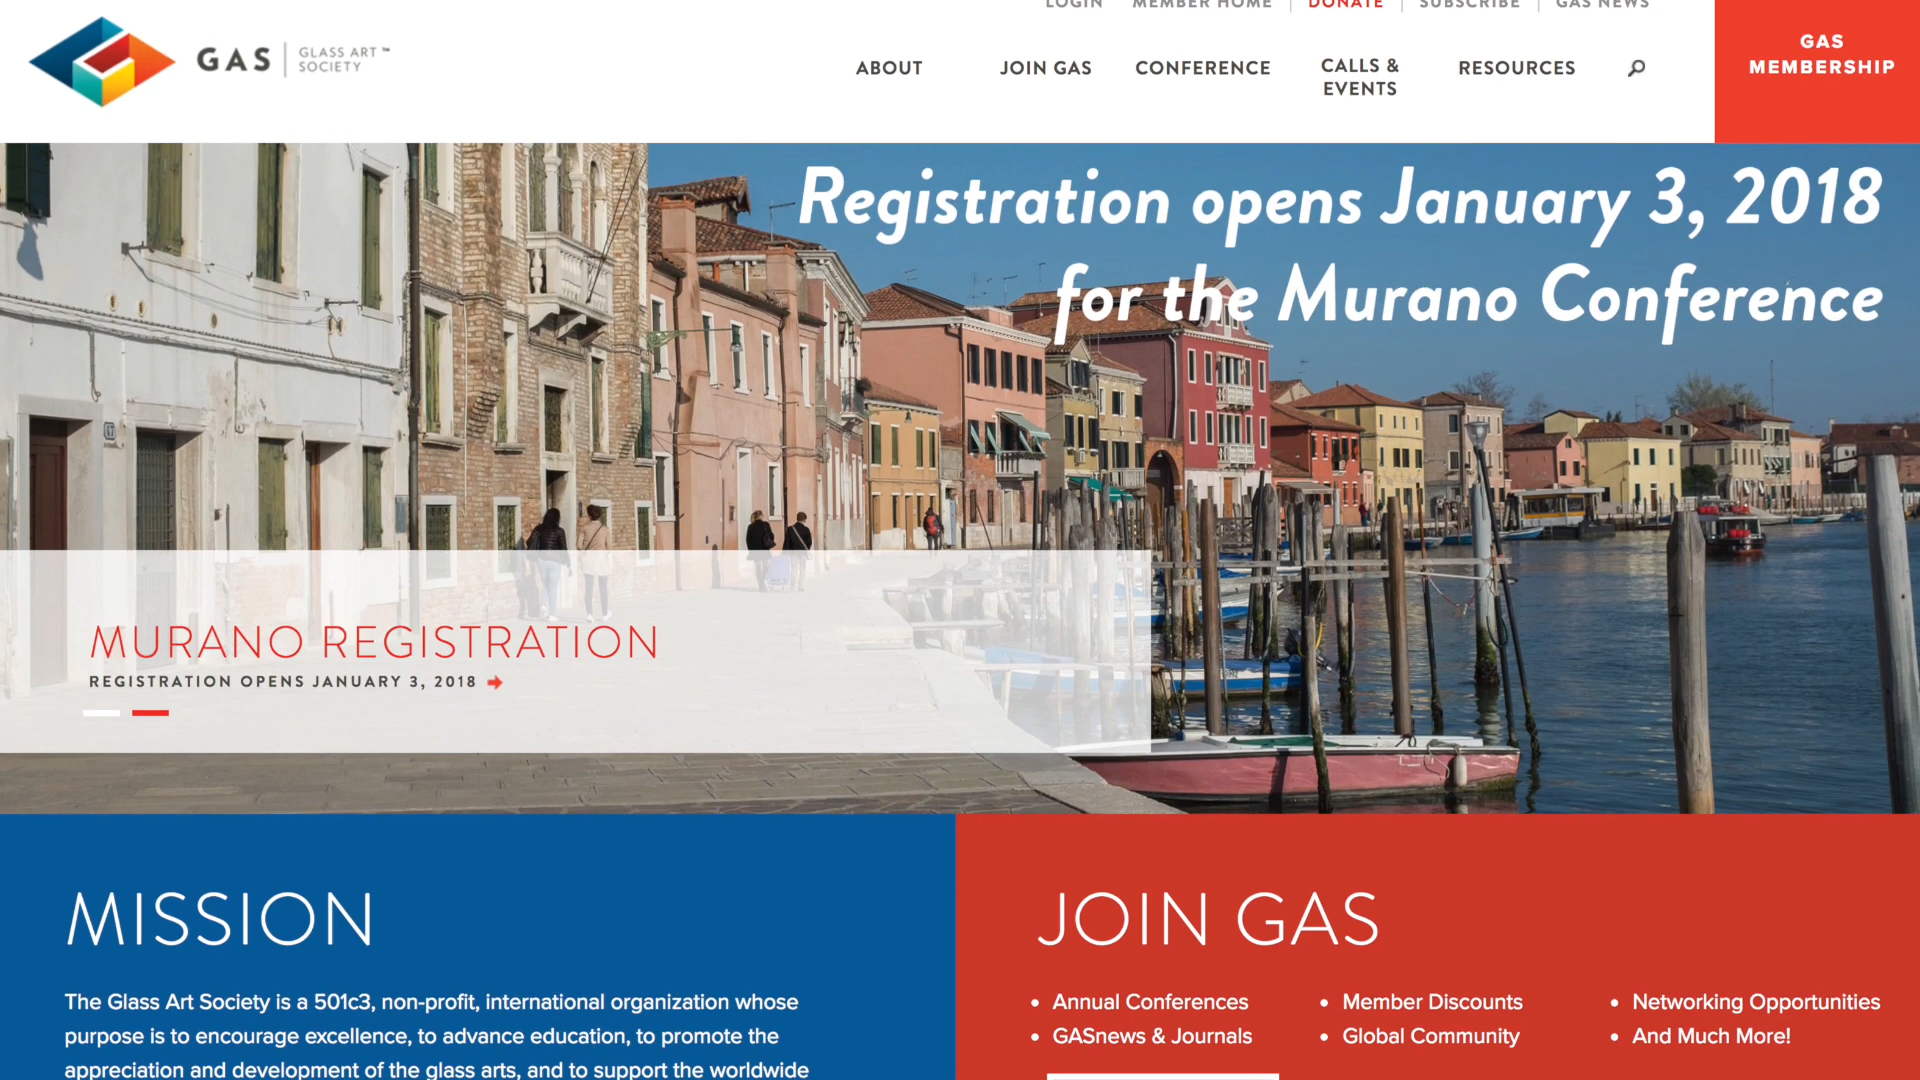 LOGIN MEMBER HOME DONATE SUBSCRIBE GAS NEWS
GAS
MEMBERSHIP
GAS GLASS ART ™
SOCIETY
ABOUT JOIN GAS CONFERENCE CALLS & EVENTS RESOURCES
Registration opens January 3, 2018
for the Murano Conference
MURANO REGISTRATION
REGISTRATION OPENS JANUARY 3, 2018
MISSION
The Glass Art Society is a 501c3, non-profit, international organization whose
purpose is to encourage excellence, to advance education, to promote the
appreciation and development of the glass arts, and to support the worldwide
JOIN GAS
• Annual Conferences
• GASnews & Journals
• Member Discounts
• Global Community
• Networking Opportunities
• And Much More!